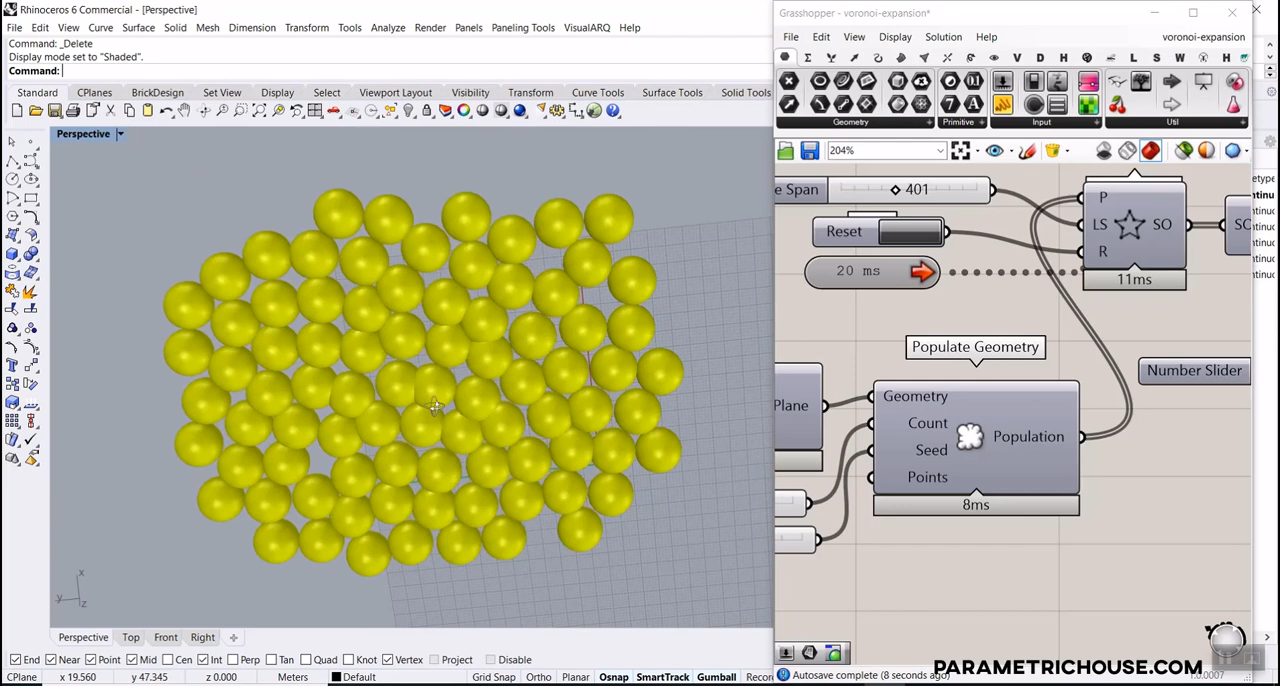 Rhinoceros 6 Commercial - [Perspective]
File Edit View Curve Surface Solid Mesh Dimension Transform Tools Analyze Render Panels Paneling Tools VisualARQ Help
Command: _Delete
Display mode set to "Shaded".
Command:
Standard CPlanes BrickDesign Set View Display Select Viewport Layout Visibility Transform Curve Tools Surface Tools Solid Tools
Perspective
x
y
z
Perspective Top Front Right
End Near Point Mid Cen Int Perp Tan Quad Knot Vertex Project Disable
CPlane x 19.560 y 47.345 z 0.000 Meters Default Grid Snap Ortho Planar Osnap SmartTrack Gumball
Grasshopper - voronoi-expansion*
File Edit View Display Solution Help voronoi-expansion
V D H L S W H
Geometry Primitive Input Util
204%
e Span 401
P
LS SO
R
11ms
Reset
20 ms
Populate Geometry
Number Slider
Plane
Geometry
Count
Seed
Points
Population
8ms
Autosave complete (8 seconds ago)
1.0.0007
PARAMETRICHOUSE.COM